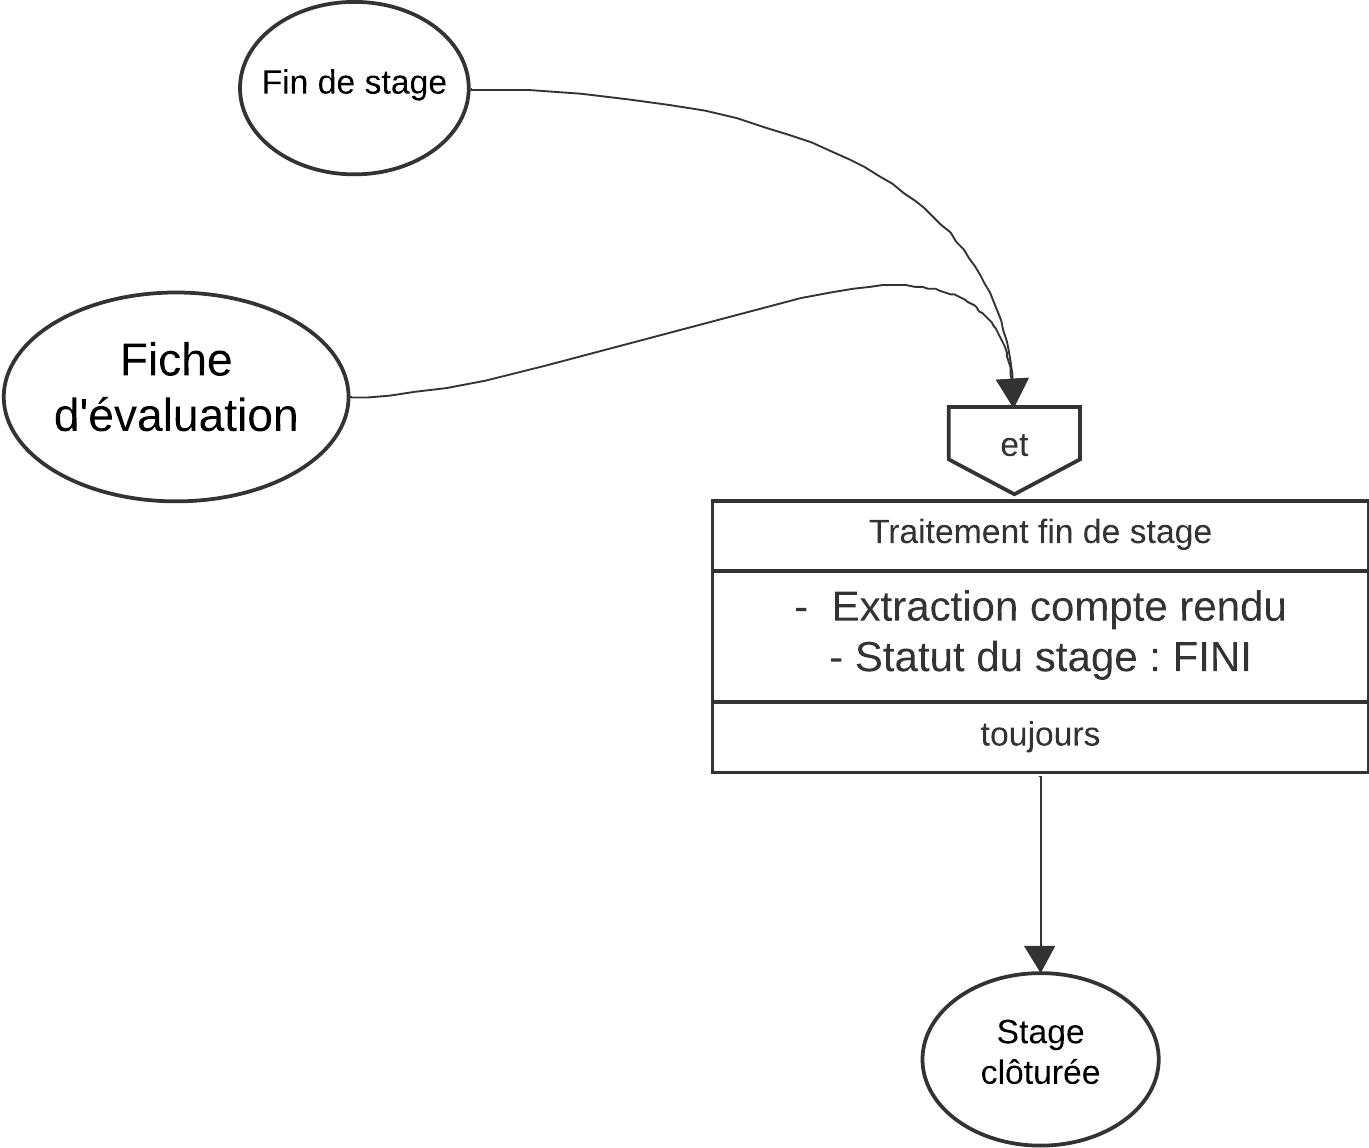 Fin de stage
Fiche
d'évaluation
et
Traitement fin de stage
- Extraction compte rendu
- Statut du stage : FINI
toujours
Stage
clôturée